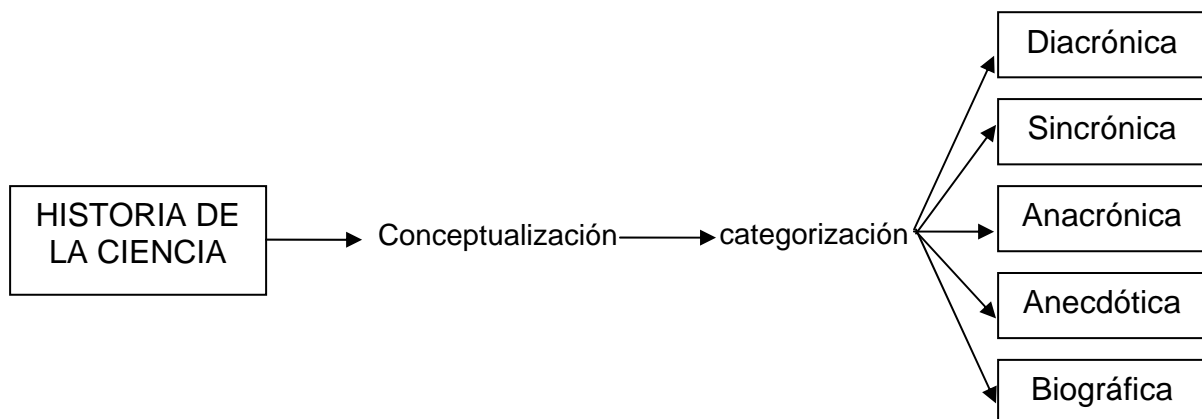 HISTORIA DE
LA CIENCIA
Conceptualización
categorización
Diacrónica
Sincrónica
Anacrónica
Anecdótica
Biográfica